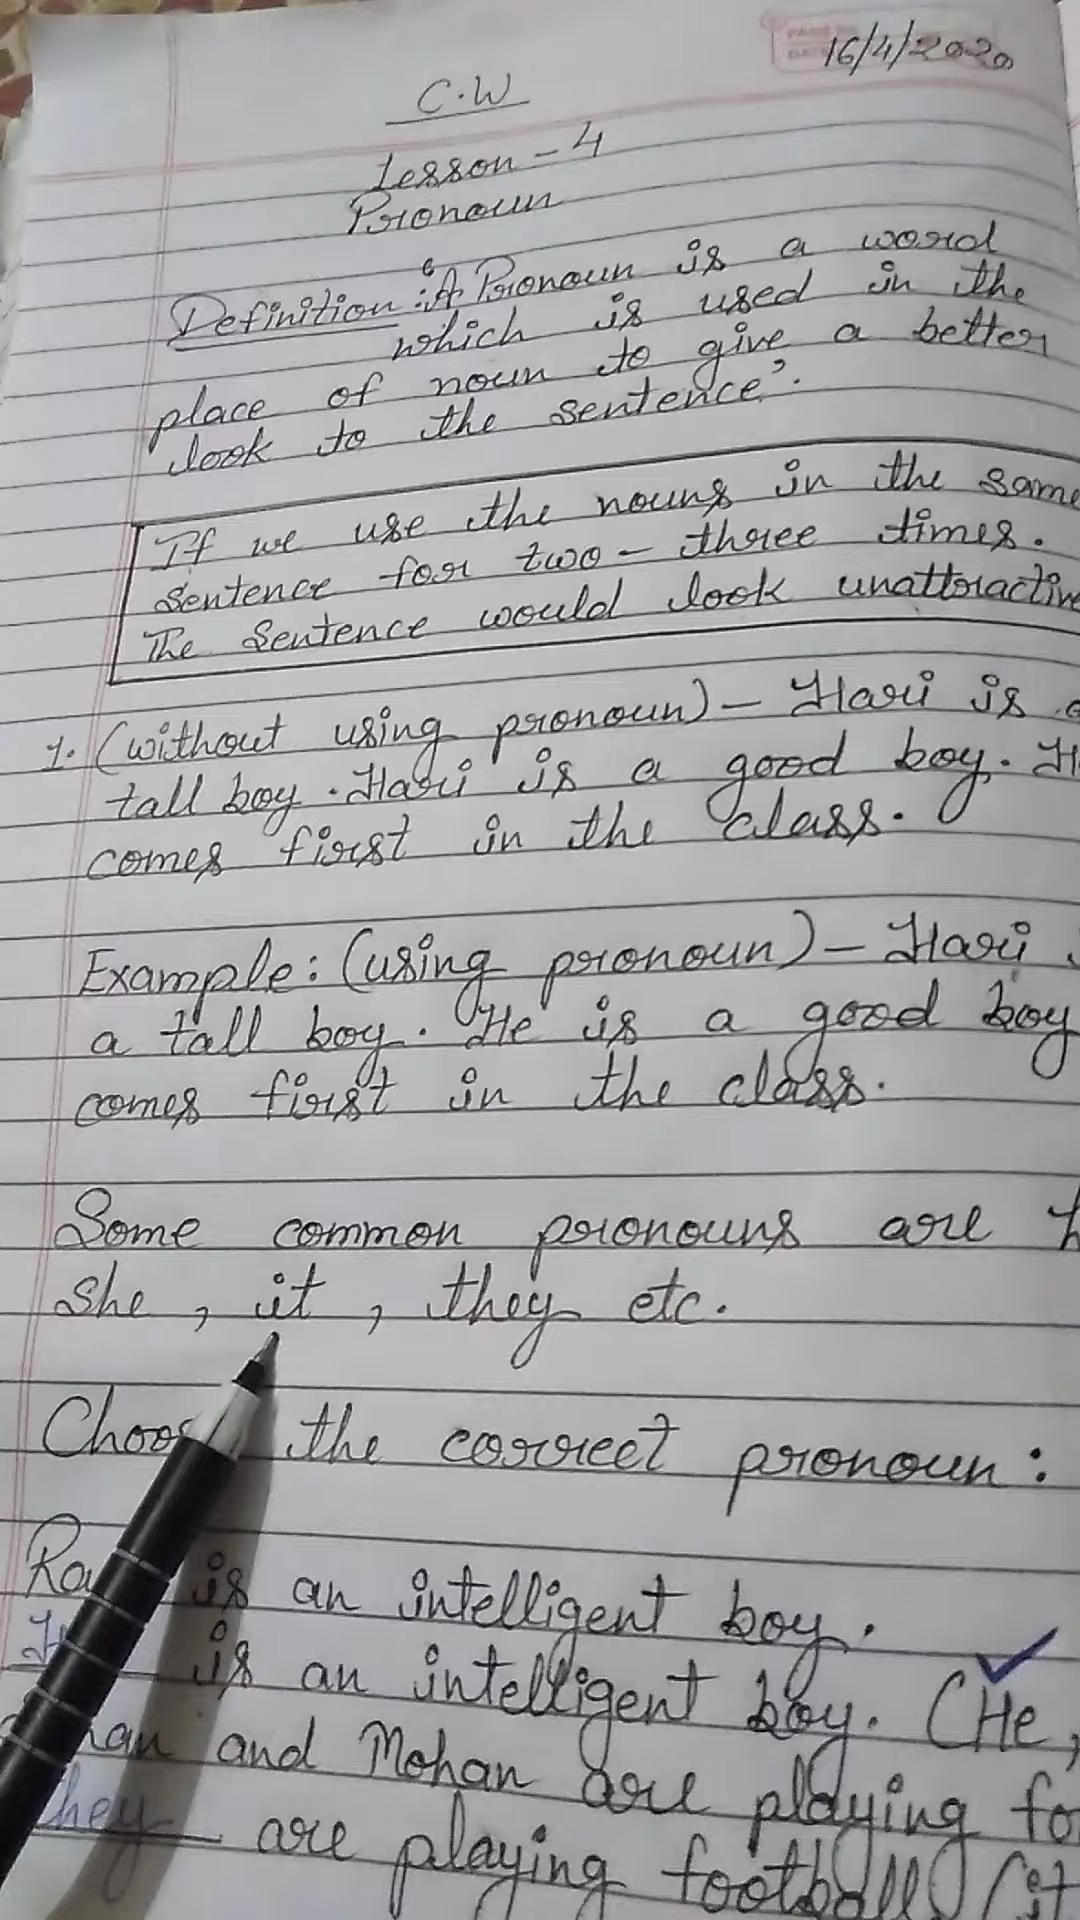 16/4/2020
C.W
Lesson - 4
Pronoun
Definition :‘A Pronoun is a word
which is used in the
place of noun to give a better
look to the sentence’.
If we use the nouns in the same
sentence for two - three times.
The sentence would look unattractive
1. (without using pronoun) - Hari is
tall boy. Hari is a good boy.
comes first in the class.
Example: (using pronoun) - Hari
a tall boy. He is a good boy
comes first in the class.
Some common pronouns are
she, it, they etc.
the correct pronoun:
is an intelligent boy.
is an intelligent boy. (He,
and Mohan are playing
they are playing football (it